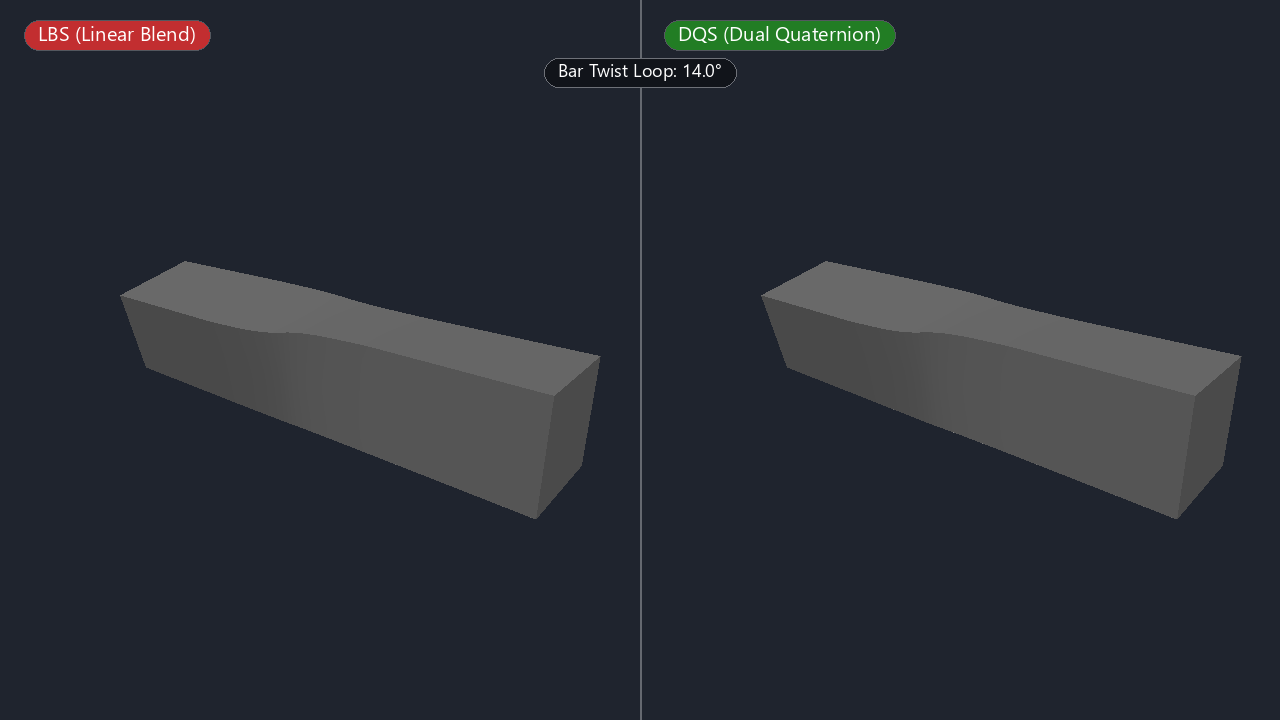 LBS (Linear Blend)
DQS (Dual Quaternion)
Bar Twist Loop: 14.0°